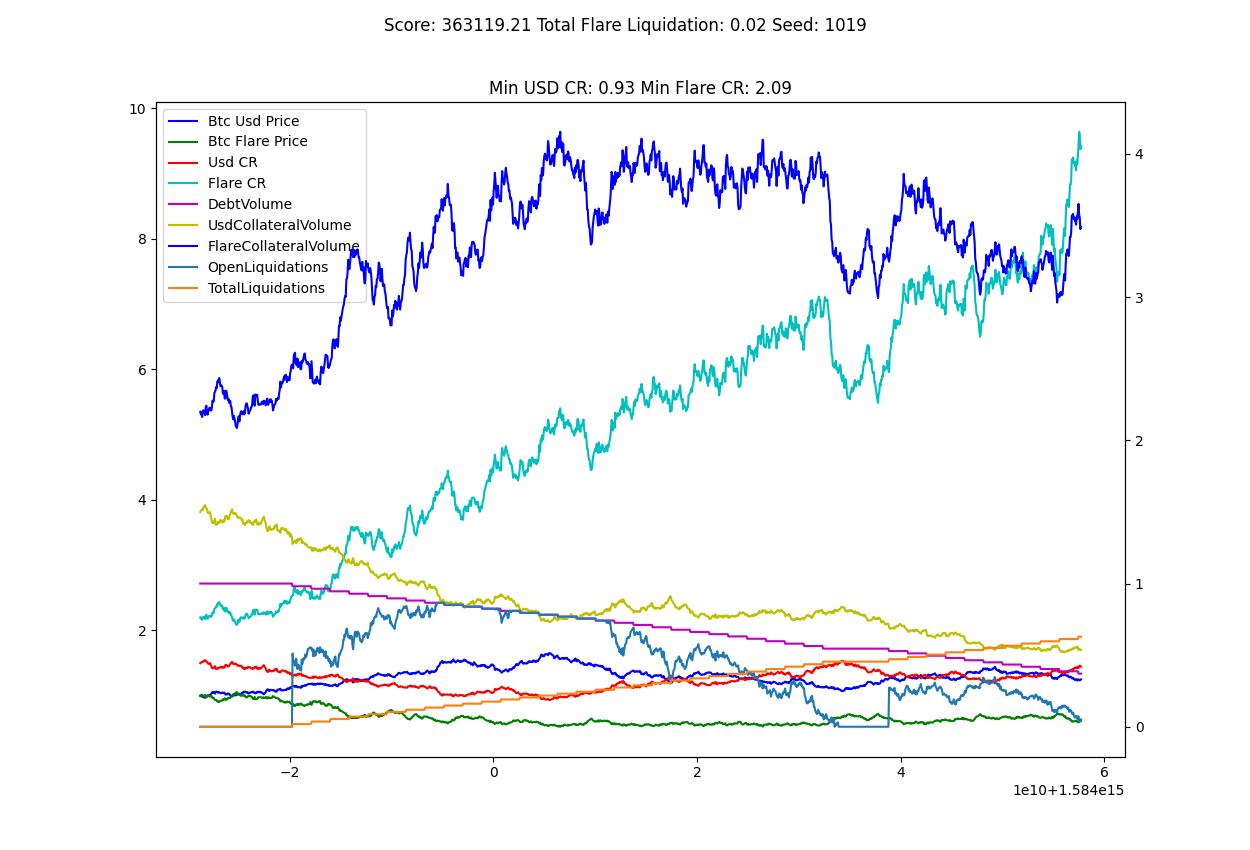 Score: 363119.21 Total Flare Liquidation: 0.02 Seed: 1019
Min USD CR: 0.93 Min Flare CR: 2.09
Btc Usd Price
Btc Flare Price
Usd CR
Flare CR
DebtVolume
UsdCollateralVolume
FlareCollateralVolume
OpenLiquidations
TotalLiquidations
10
8
6
4
2
4
3
2
1
0
−2
0
2
4
6
1e10+1.584e15